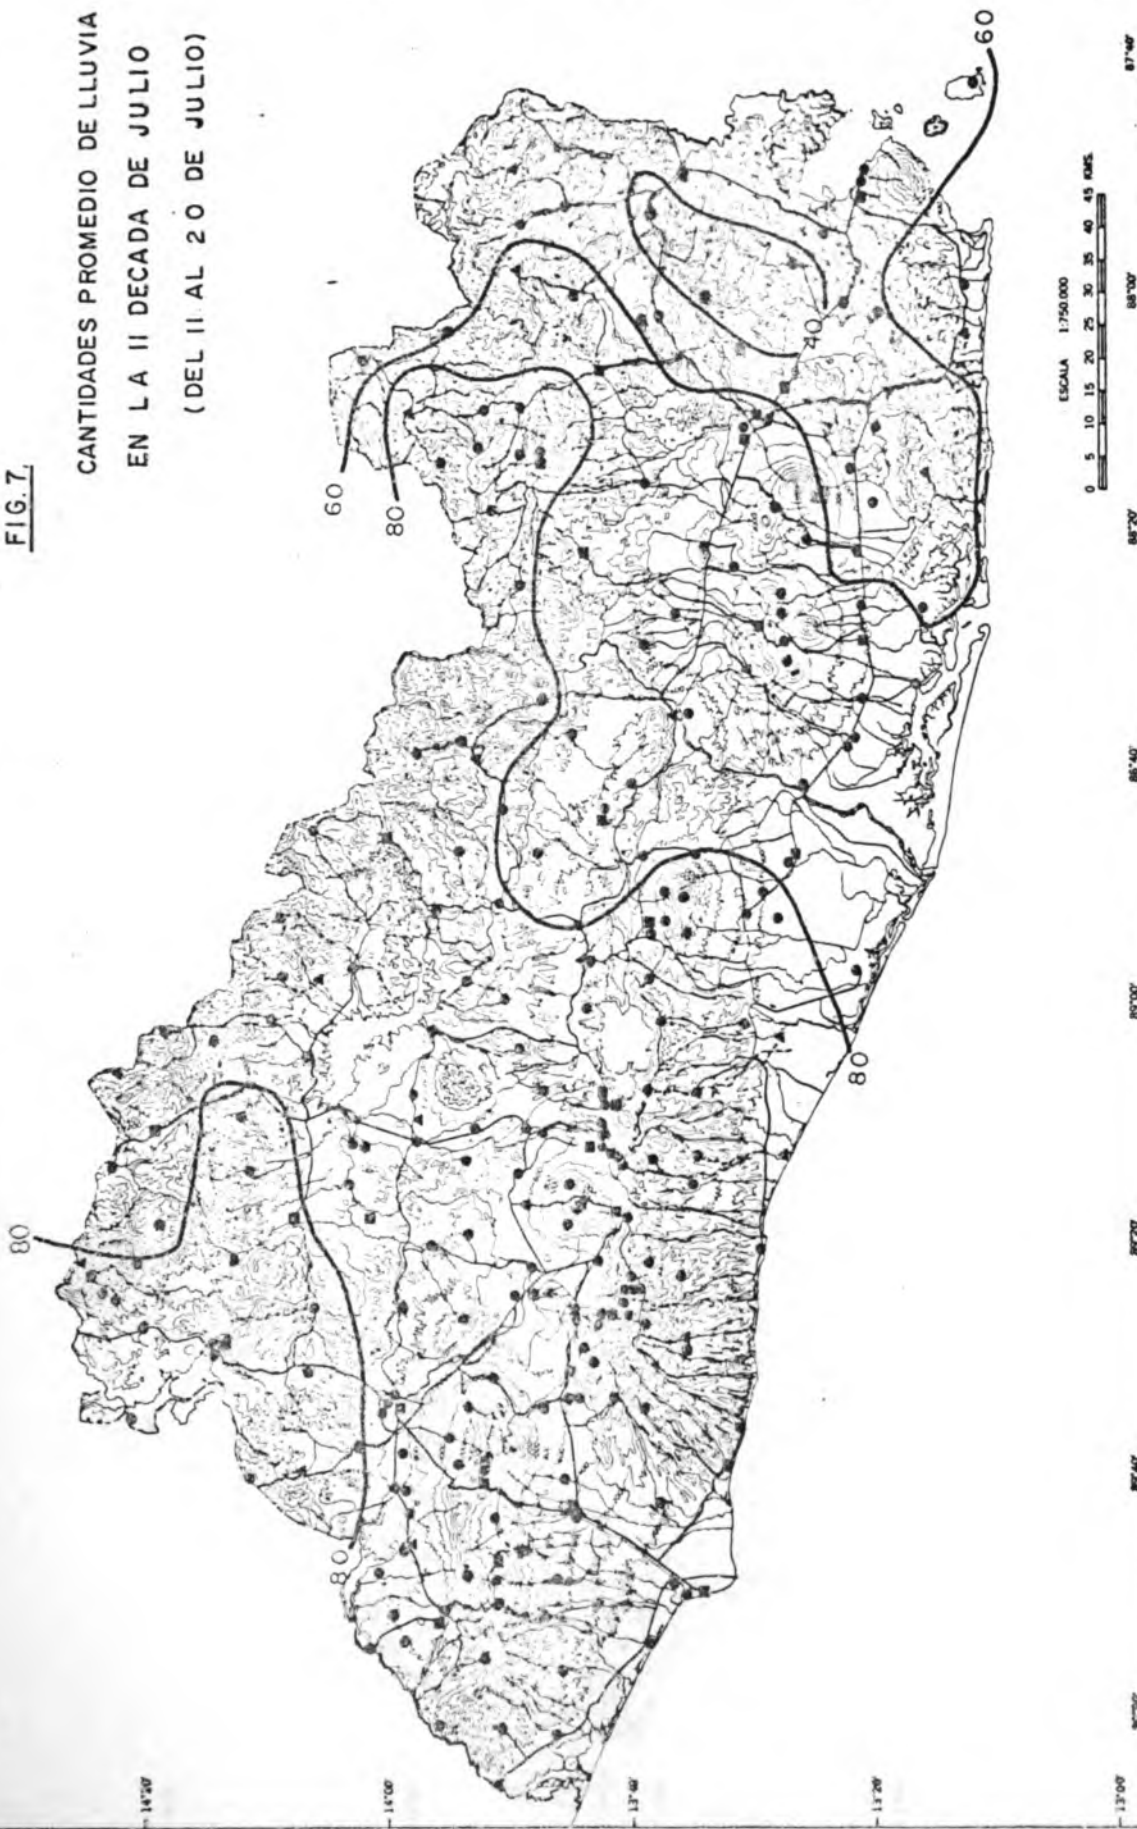 FIG. 7.
CANTIDADES PROMEDIO DE LLUVIA
EN LA II DECADA DE JULIO
(DEL 11 AL 20 DE JULIO)
80
80
80
80
60
60
40
14°00'
13°40'
13°20'
13°00'
89°00'
88°40'
88°20'
88°00'
87°40'
ESCALA 1:750.000
0 5 10 15 20 25 30 35 40 45 KMS.